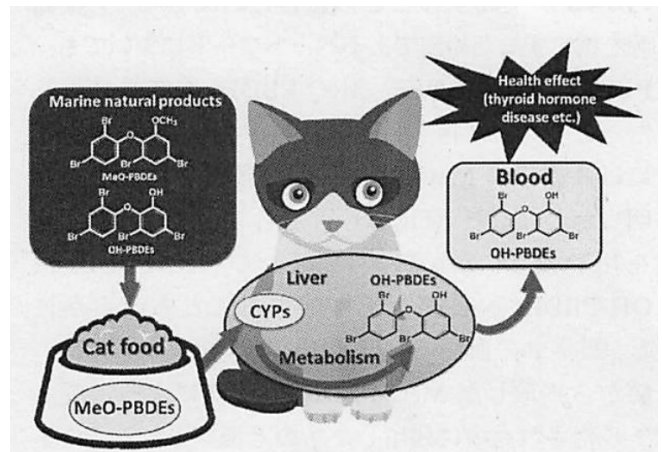 Marine natural products
Br
OCH₃
O
Br
Br
Br
MeO-PBDEs
Br
OH
O
Br
Br
Br
OH-PBDEs
Cat food
MeO-PBDEs
Liver
CYPs
Metabolism
OH-PBDEs
Br
OH
O
Br
Br
Br
Health effect
(thyroid hormone
disease etc.)
Blood
Br
OH
O
Br
Br
Br
OH-PBDEs